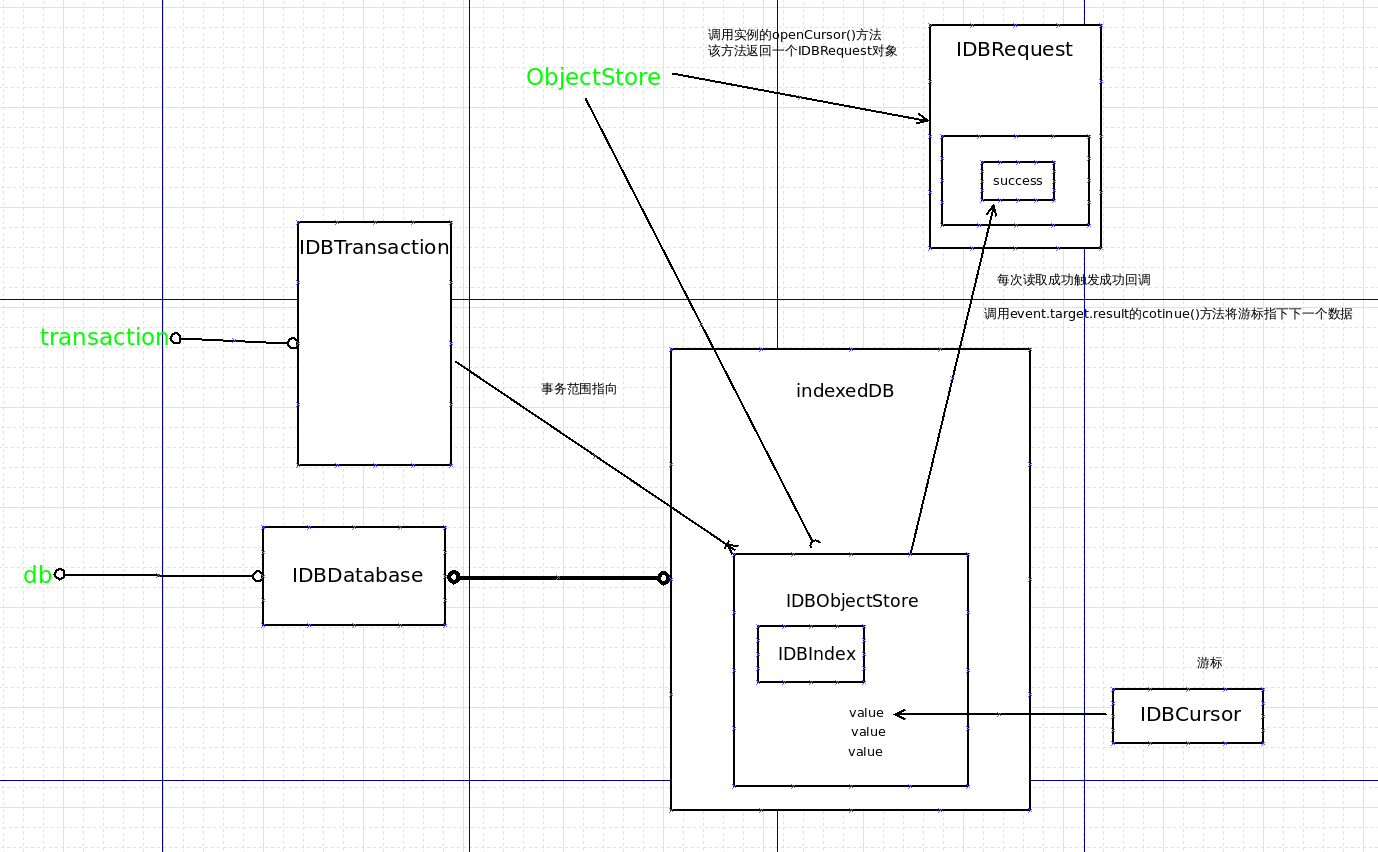 调用实例的openCursor()方法
该方法返回一个IDBRequest对象
IDBRequest
ObjectStore
success
IDBTransaction
每次读取成功触发成功回调
调用event.target.result的cotinue()方法将游标指下下一个数据
transaction
事务范围指向
indexedDB
db
IDBDatabase
IDBObjectStore
IDBIndex
游标
value
IDBCursor
value
value